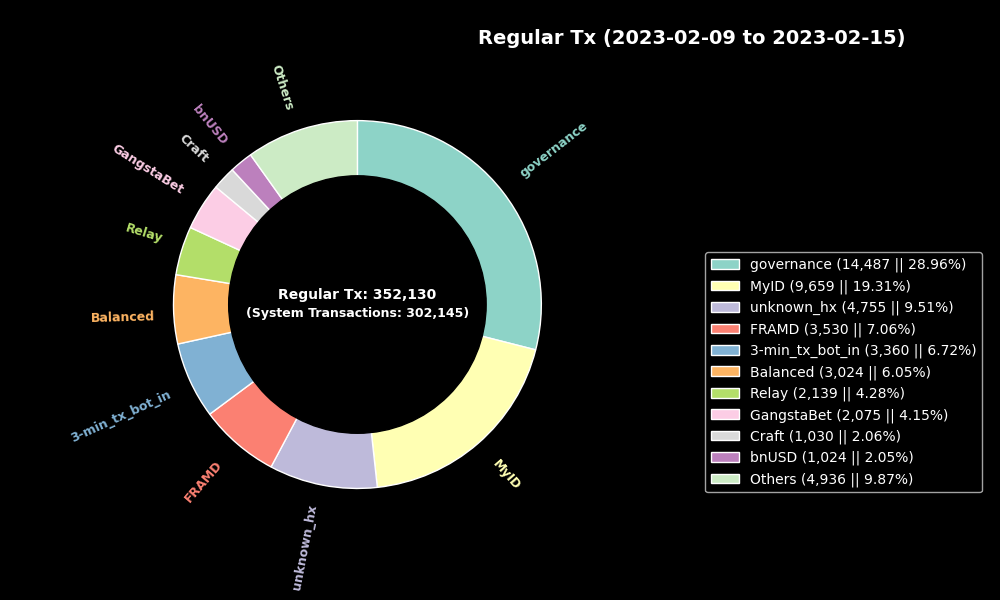 Regular Tx (2023-02-09 to 2023-02-15)
Others
bnUSD
Craft
GangstaBet
Relay
Balanced
3-min_tx_bot_in
FRAMD
unknown_hx
MyID
governance
Regular Tx: 352,130
(System Transactions: 302,145)
governance (14,487 || 28.96%)
MyID (9,659 || 19.31%)
unknown_hx (4,755 || 9.51%)
FRAMD (3,530 || 7.06%)
3-min_tx_bot_in (3,360 || 6.72%)
Balanced (3,024 || 6.05%)
Relay (2,139 || 4.28%)
GangstaBet (2,075 || 4.15%)
Craft (1,030 || 2.06%)
bnUSD (1,024 || 2.05%)
Others (4,936 || 9.87%)